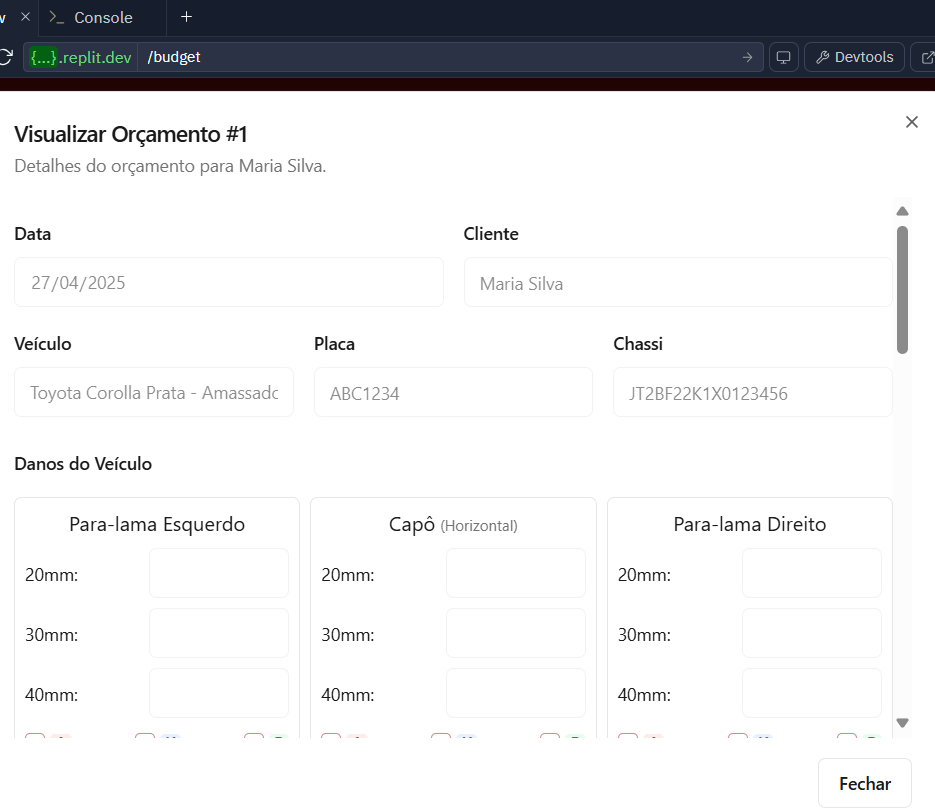 Console
{...}.replit.dev /budget Devtools
Visualizar Orçamento #1
Detalhes do orçamento para Maria Silva.
Data Cliente
27/04/2025 Maria Silva
Veículo Placa Chassi
Toyota Corolla Prata - Amassado ABC1234 JT2BF22K1X0123456
Danos do Veículo
Para-lama Esquerdo Capô (Horizontal) Para-lama Direito
20mm: 20mm: 20mm:
30mm: 30mm: 30mm:
40mm: 40mm: 40mm:
Fechar